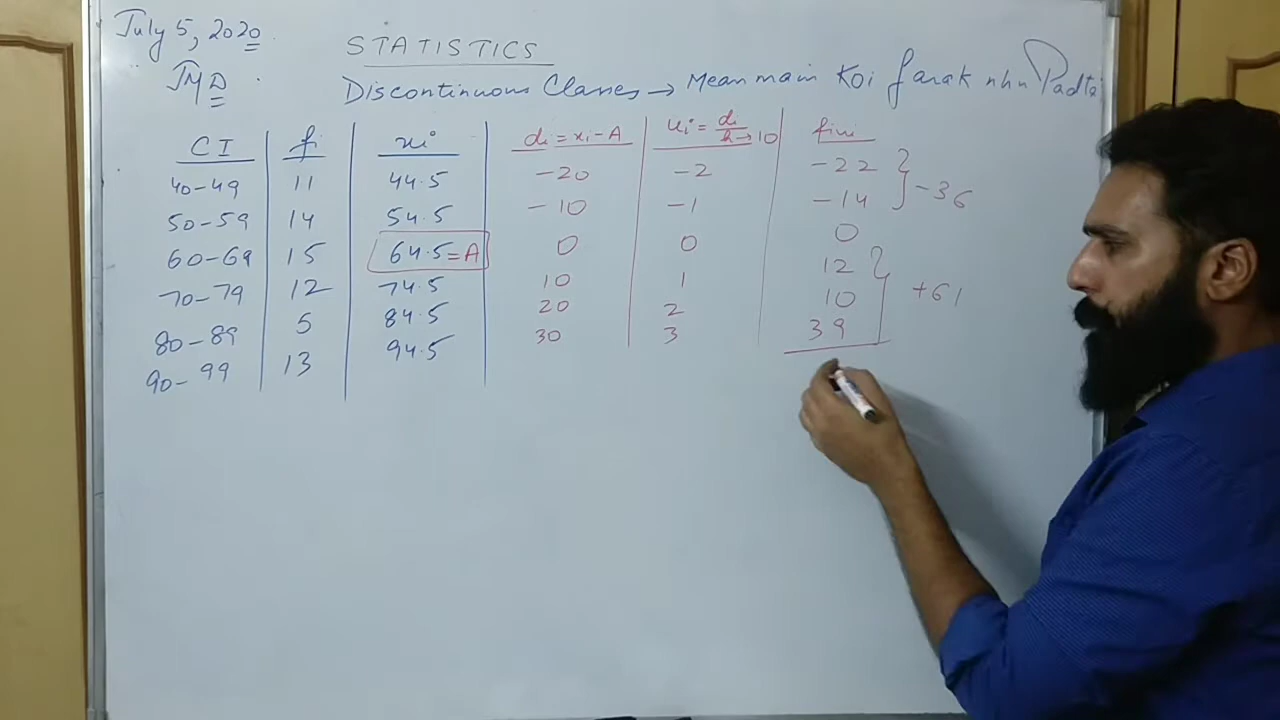 July 5, 2020
STATISTICS
JMD
Discontinuous Classes → Mean main Koi farak nhn Padta
CI f xi di = xi - A ui = di/h→10 fiui
40-49 11 44.5 -20 -2 -22
50-59 14 54.5 -10 -1 -14 } -36
60-69 15 64.5 = A 0 0 0
70-79 12 74.5 10 1 12
80-89 5 84.5 20 2 10 } +61
90-99 13 94.5 30 3 39